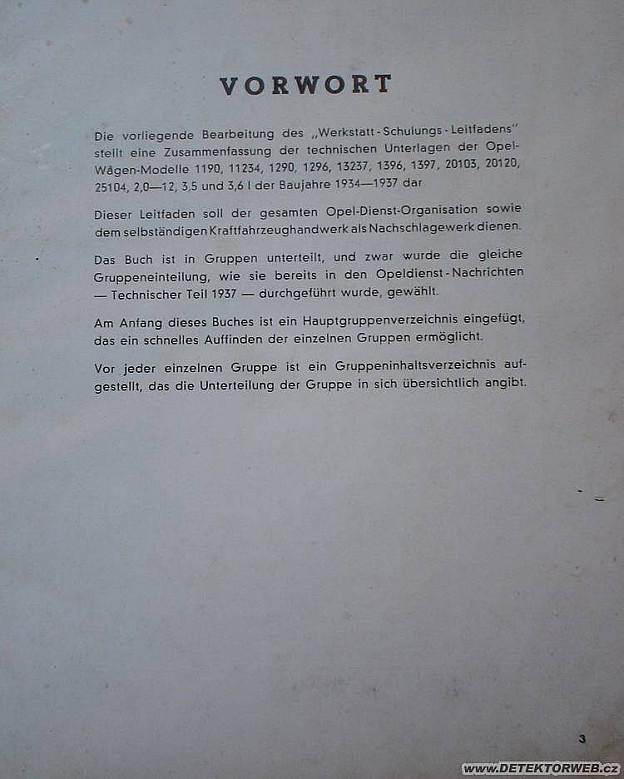 VORWORT
Die vorliegende Bearbeitung des „Werkstatt-Schulungs-Leitfadens"
stellt eine Zusammenfassung der technischen Unterlagen der Opel-
Wagen-Modelle 1190, 11234, 1290, 1296, 13237, 1396, 1397, 20103, 20120,
25104, 2,0—12, 3,5 und 3,6 l der Baujahre 1934—1937 dar
Dieser Leitfaden soll der gesamten Opel-Dienst-Organisation sowie
dem selbständigen Kraftfahrzeughandwerk als Nachschlagewerk dienen.
Das Buch ist in Gruppen unterteilt, und zwar wurde die gleiche
Gruppeneinteilung, wie sie bereits in den Opeldienst-Nachrichten
— Technischer Teil 1937 — durchgeführt wurde, gewählt.
Am Anfang dieses Buches ist ein Hauptgruppenverzeichnis eingefügt,
das ein schnelles Auffinden der einzelnen Gruppen ermöglicht.
Vor jeder einzelnen Gruppe ist ein Gruppeninhaltsverzeichnis auf-
gestellt, das die Unterteilung der Gruppe in sich übersichtlich angibt.
3
www.DETEKTORWEB.cz